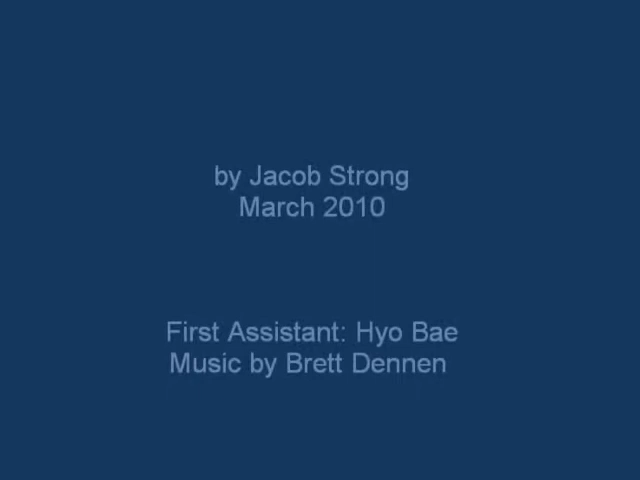 by Jacob Strong
March 2010
First Assistant: Hyo Bae
Music by Brett Dennen